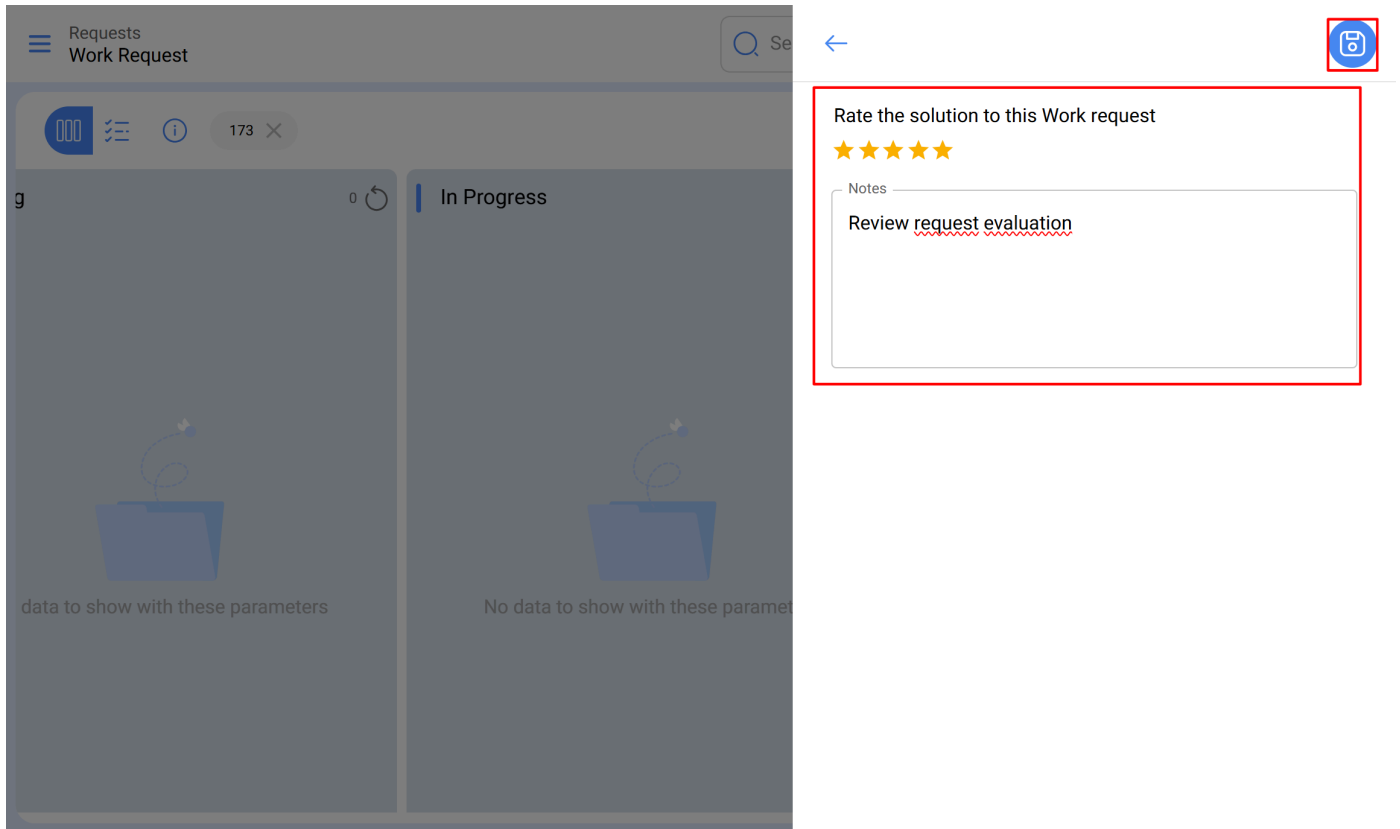 Requests
Work Request
Se
173
g
0
In Progress
data to show with these parameters
No data to show with these paramet
Rate the solution to this Work request
Notes
Review request evaluation